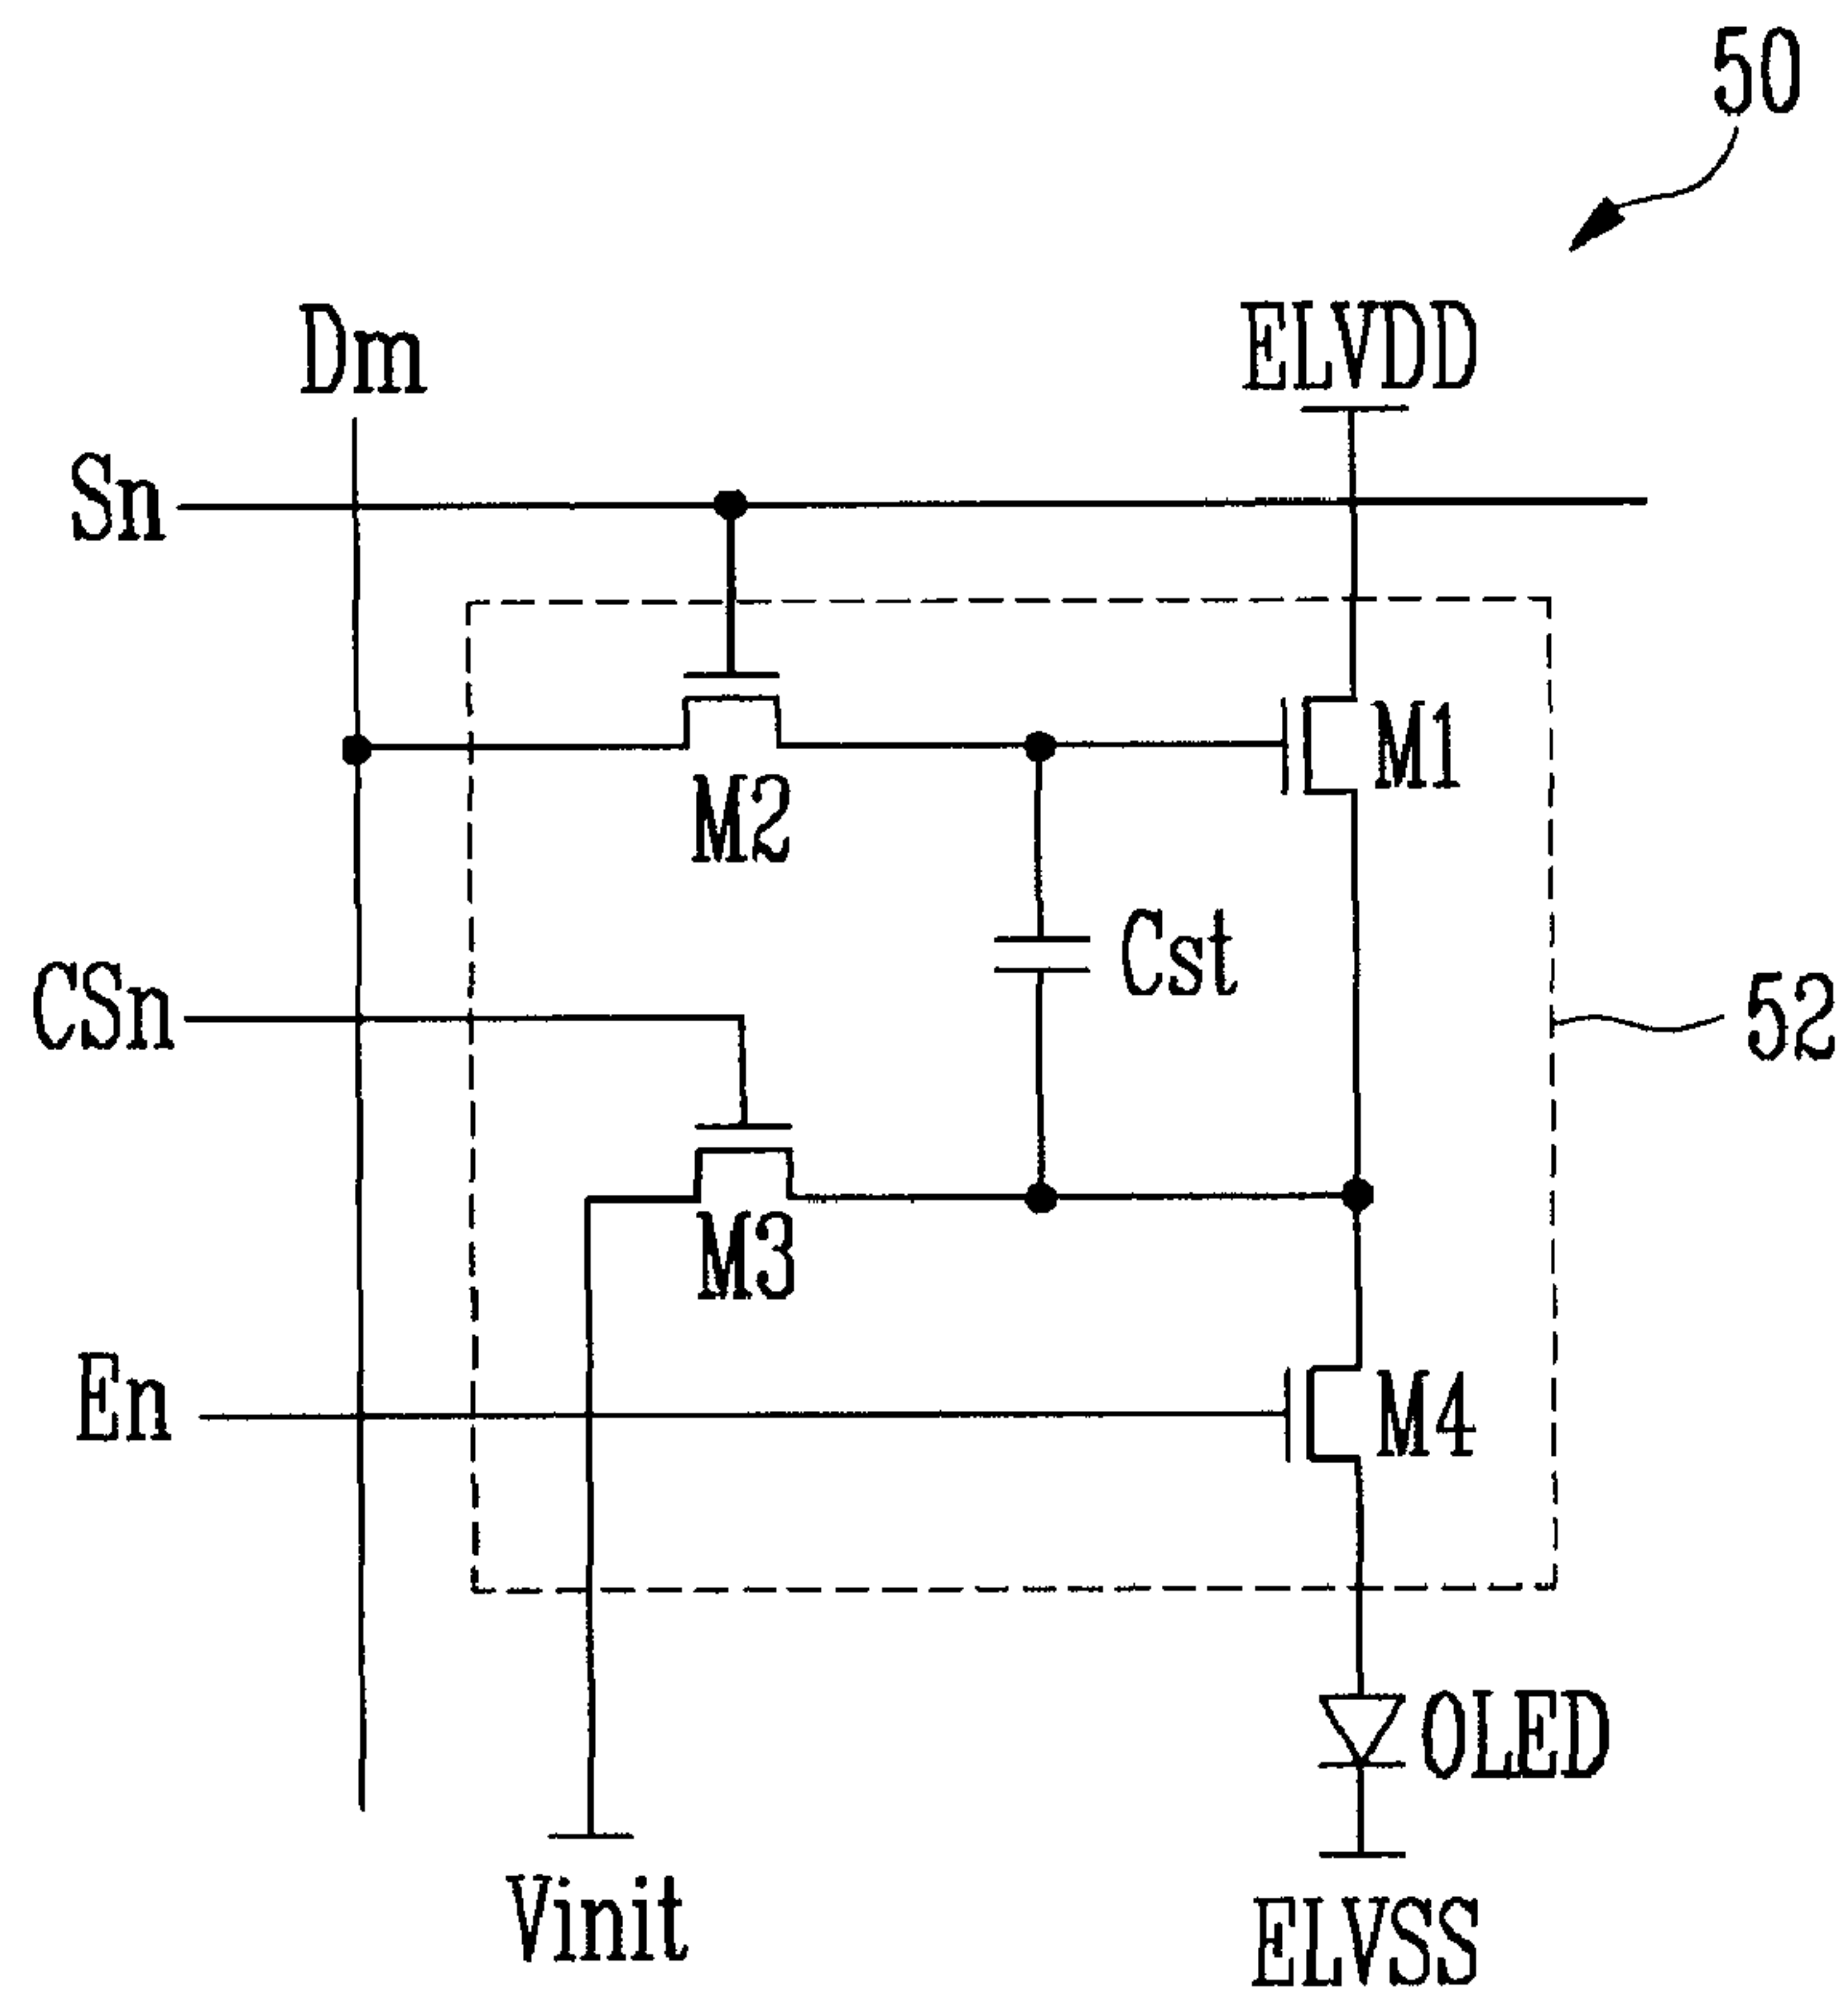 50
Dm
ELVDD
Sn
M1
M2
Cst
CSn
52
M3
En
M4
OLED
Vinit
ELVSS